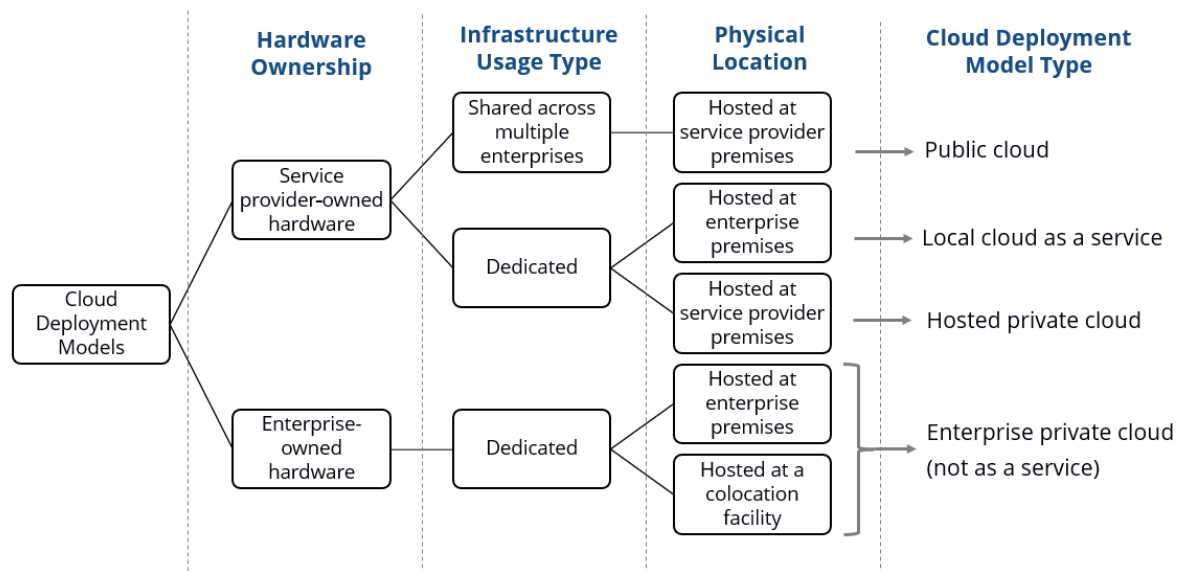 Hardware
Ownership
Infrastructure
Usage Type
Physical
Location
Cloud Deployment
Model Type
Cloud
Deployment
Models
Service
provider-owned
hardware
Enterprise-
owned
hardware
Shared across
multiple
enterprises
Dedicated
Dedicated
Hosted at
service provider
premises
Hosted at
enterprise
premises
Hosted at
service provider
premises
Hosted at
enterprise
premises
Hosted at a
colocation
facility
Public cloud
Local cloud as a service
Hosted private cloud
Enterprise private cloud
(not as a service)